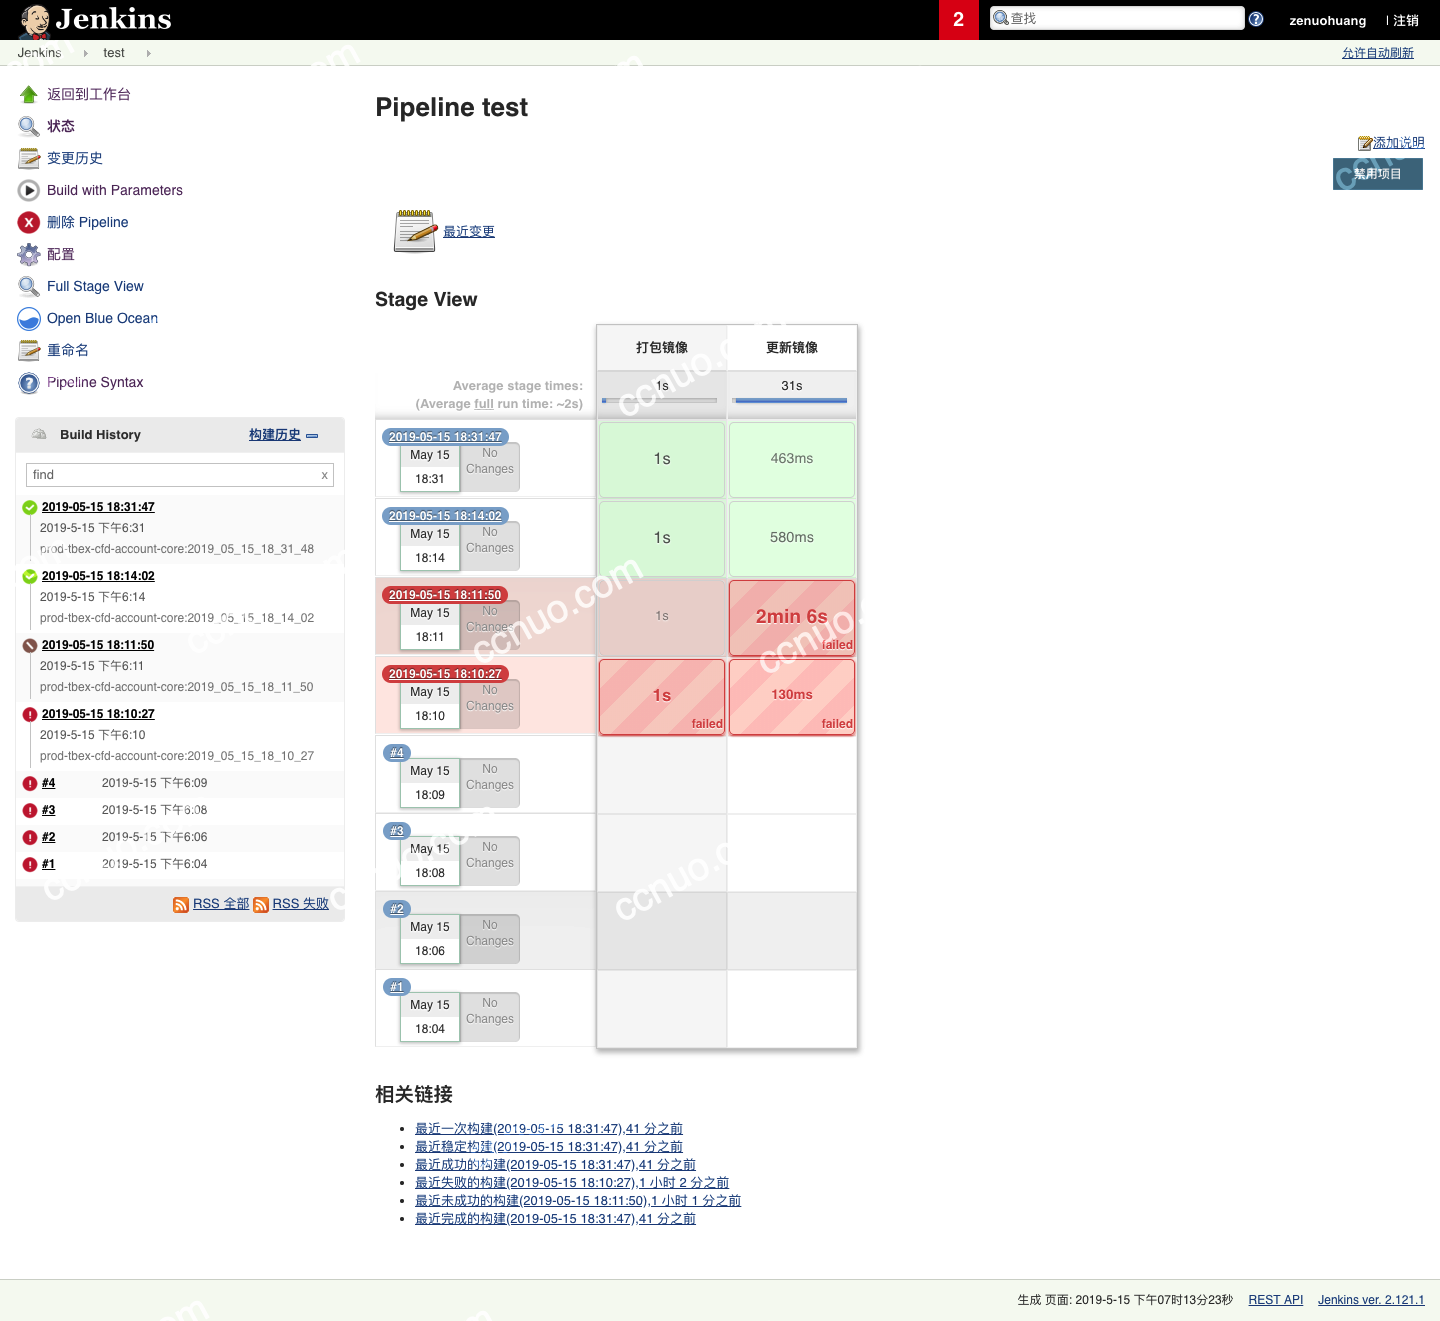 Jenkins
2
查找
zenuohuang
| 注销
Jenkins
test
允许自动刷新
返回到工作台
状态
变更历史
Build with Parameters
删除 Pipeline
配置
Full Stage View
Open Blue Ocean
重命名
Pipeline Syntax
Build History
构建历史
find
x
2019-05-15 18:31:47
2019-5-15 下午6:31
prod-tbex-cfd-account-core:2019_05_15_18_31_48
2019-05-15 18:14:02
2019-5-15 下午6:14
prod-tbex-cfd-account-core:2019_05_15_18_14_02
2019-05-15 18:11:50
2019-5-15 下午6:11
prod-tbex-cfd-account-core:2019_05_15_18_11_50
2019-05-15 18:10:27
2019-5-15 下午6:10
prod-tbex-cfd-account-core:2019_05_15_18_10_27
#4 2019-5-15 下午6:09
#3 2019-5-15 下午6:08
#2 2019-5-15 下午6:06
#1 2019-5-15 下午6:04
RSS 全部 RSS 失败
Pipeline test
添加说明
禁用项目
最近变更
Stage View
打包镜像 更新镜像
Average stage times:
(Average full run time: ~2s)
1s 31s
2019-05-15 18:31:47
May 15
18:31
No
Changes
1s 463ms
2019-05-15 18:14:02
May 15
18:14
No
Changes
1s 580ms
2019-05-15 18:11:50
May 15
18:11
No
Changes
1s 2min 6s
failed
2019-05-15 18:10:27
May 15
18:10
No
Changes
1s 130ms
failed failed
#4
May 15
18:09
No
Changes
#3
May 15
18:08
No
Changes
#2
May 15
18:06
No
Changes
#1
May 15
18:04
No
Changes
相关链接
最近一次构建(2019-05-15 18:31:47),41 分之前
最近稳定构建(2019-05-15 18:31:47),41 分之前
最近成功的构建(2019-05-15 18:31:47),41 分之前
最近失败的构建(2019-05-15 18:10:27),1 小时 2 分之前
最近未成功的构建(2019-05-15 18:11:50),1 小时 1 分之前
最近完成的构建(2019-05-15 18:31:47),41 分之前
生成 页面: 2019-5-15 下午07时13分23秒 REST API Jenkins ver. 2.121.1
ccnuo.com